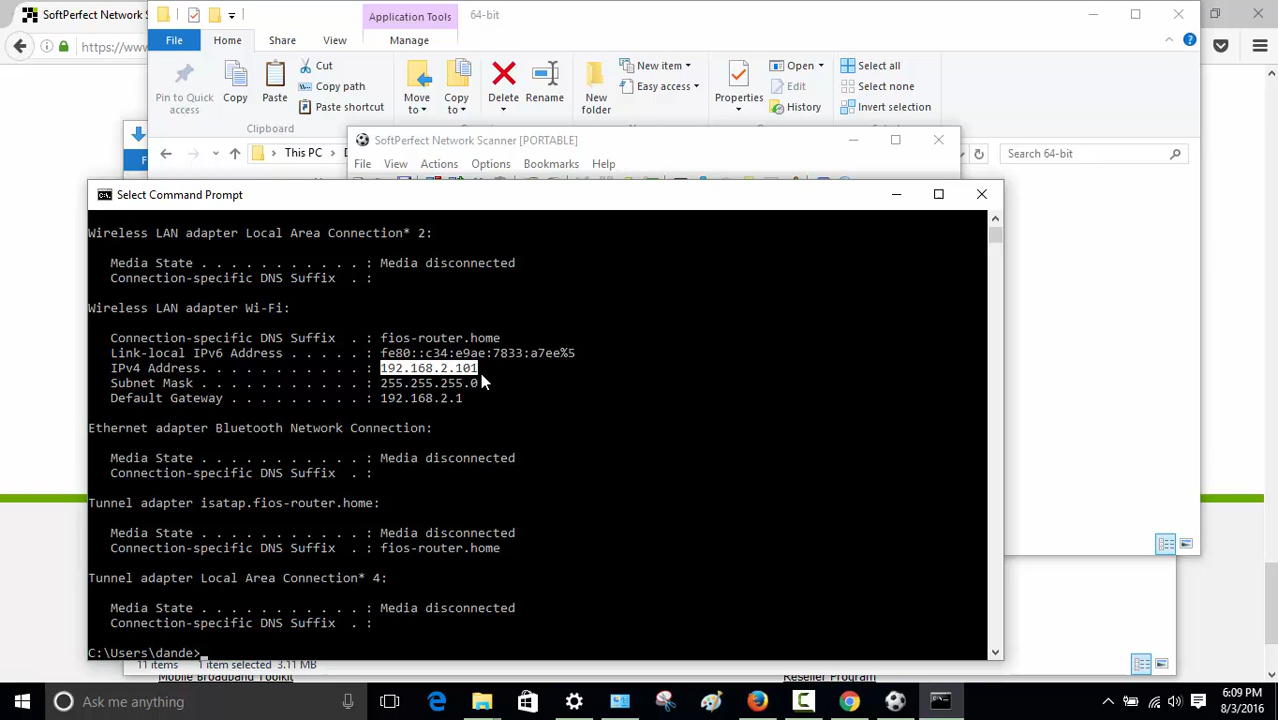 SoftPerfect Network Scanner
Application Tools
64-bit
https://www
File
Home
Share
View
Manage
Pin to Quick access
Copy
Paste
Cut
Copy path
Paste shortcut
Clipboard
Move to
Copy to
Delete
Rename
New folder
New item
Easy access
Properties
Open
Edit
History
Select all
Select none
Invert selection
This PC
Search 64-bit
SoftPerfect Network Scanner [PORTABLE]
File View Actions Options Bookmarks Help
Select Command Prompt
Wireless LAN adapter Local Area Connection* 2:
Media State . . . . . . . . . . . : Media disconnected
Connection-specific DNS Suffix . :
Wireless LAN adapter Wi-Fi:
Connection-specific DNS Suffix . : fios-router.home
Link-local IPv6 Address . . . . . : fe80::c34:e9ae:7833:a7ee%5
IPv4 Address. . . . . . . . . . . : 192.168.2.101
Subnet Mask . . . . . . . . . . . : 255.255.255.0
Default Gateway . . . . . . . . . : 192.168.2.1
Ethernet adapter Bluetooth Network Connection:
Media State . . . . . . . . . . . : Media disconnected
Connection-specific DNS Suffix . :
Tunnel adapter isatap.fios-router.home:
Media State . . . . . . . . . . . : Media disconnected
Connection-specific DNS Suffix . : fios-router.home
Tunnel adapter Local Area Connection* 4:
Media State . . . . . . . . . . . : Media disconnected
Connection-specific DNS Suffix . :
C:\Users\dande>
11 items 1 item selected 3.11 MB
Mobile Broadband Toolkit
Reseller Program
Ask me anything
6:09 PM
8/3/2016